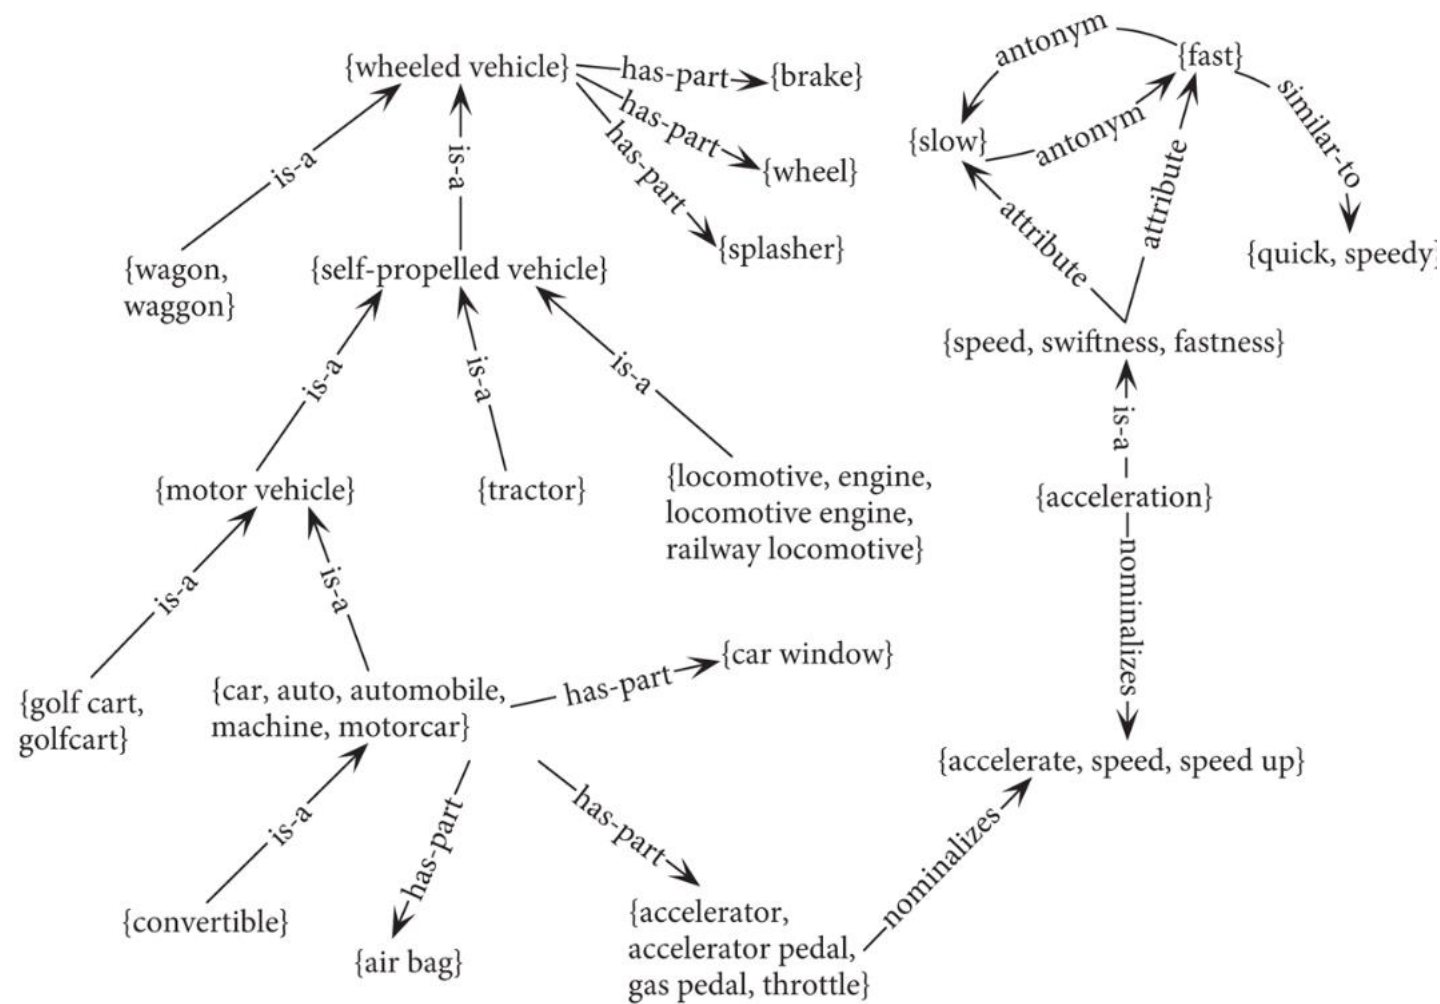 antonym
{fast}
{wheeled vehicle}
has-part
{brake}
has-part
has-part
{wheel}
{splasher}
similar-to
{slow}
antonym
is-a
is-a
attribute
attribute
{quick, speedy}
{wagon,
waggon}
{self-propelled vehicle}
{speed, swiftness, fastness}
is-a
is-a
is-a
is-a
{motor vehicle}
{tractor}
{locomotive, engine,
locomotive engine,
railway locomotive}
{acceleration}
nominalizes
is-a
is-a
{car window}
has-part
{golf cart,
golfcart}
{car, auto, automobile,
machine, motorcar}
{accelerate, speed, speed up}
is-a
has-part
has-part
nominalizes
{convertible}
{air bag}
{accelerator,
accelerator pedal,
gas pedal, throttle}